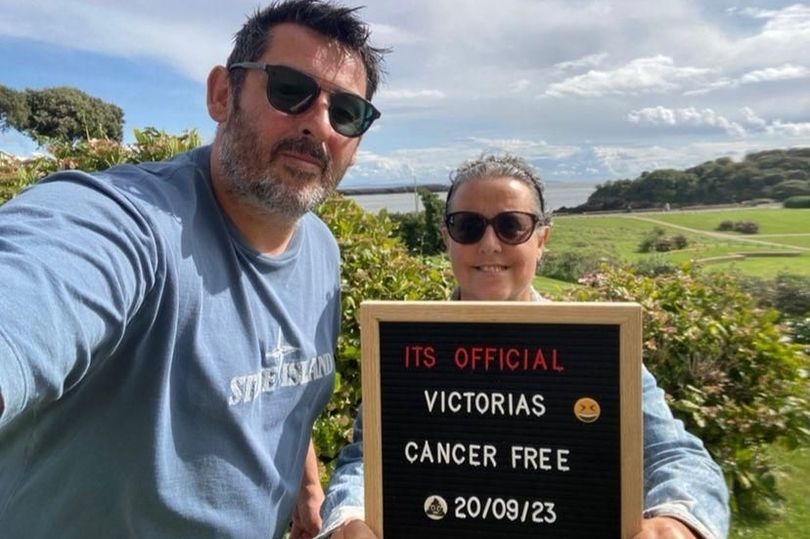 STONE ISLAND
ITS OFFICIAL
VICTORIAS
CANCER FREE
20/09/23